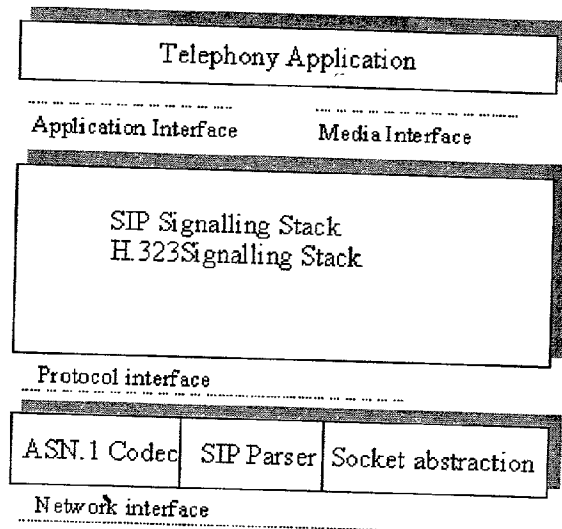 Telephony Application
Application Interface
Media Interface
SIP Signalling Stack
H.323Signalling Stack
Protocol interface
ASN.1 Codec
SIP Parser
Socket abstraction
Network interface